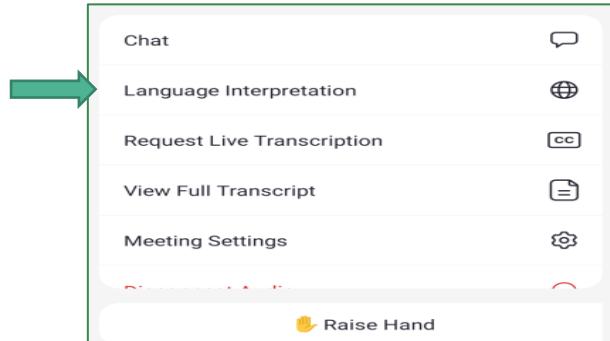 Chat
Language Interpretation
Request Live Transcription
CC
View Full Transcript
Meeting Settings
Raise Hand